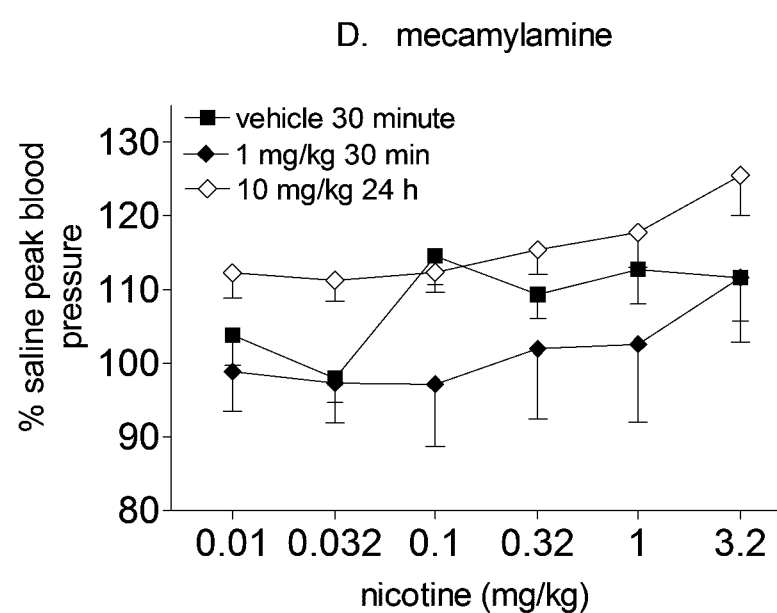 D. mecamylamine
vehicle 30 minute
1 mg/kg 30 min
10 mg/kg 24 h
% saline peak blood
pressure
130
120
110
100
90
80
0.01 0.032 0.1 0.32 1 3.2
nicotine (mg/kg)